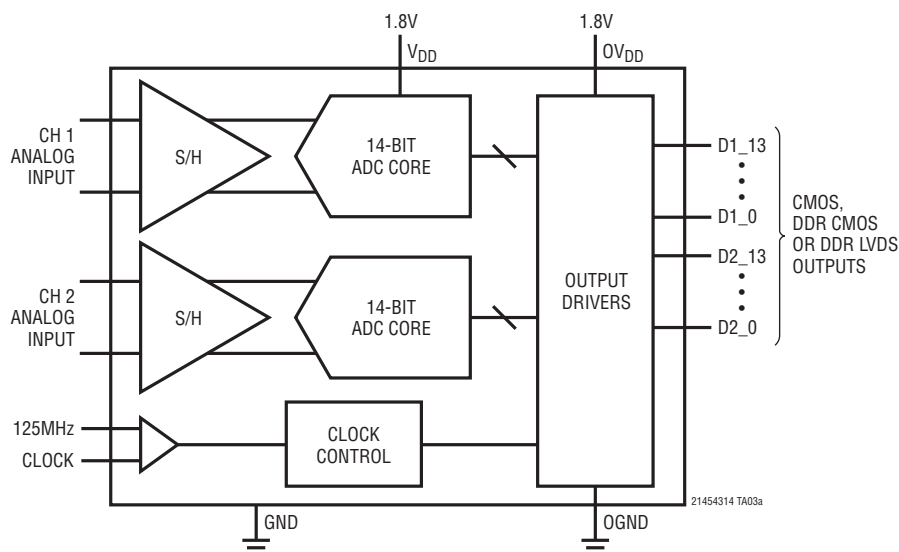 1.8V
1.8V
VDD
OVDD
CH 1
ANALOG
INPUT
S/H
14-BIT
ADC CORE
D1_13
D1_0
D2_13
D2_0
CMOS,
DDR CMOS
OR DDR LVDS
OUTPUTS
CH 2
ANALOG
INPUT
S/H
14-BIT
ADC CORE
OUTPUT
DRIVERS
125MHz
CLOCK
CLOCK
CONTROL
21454314 TA03a
GND
OGND